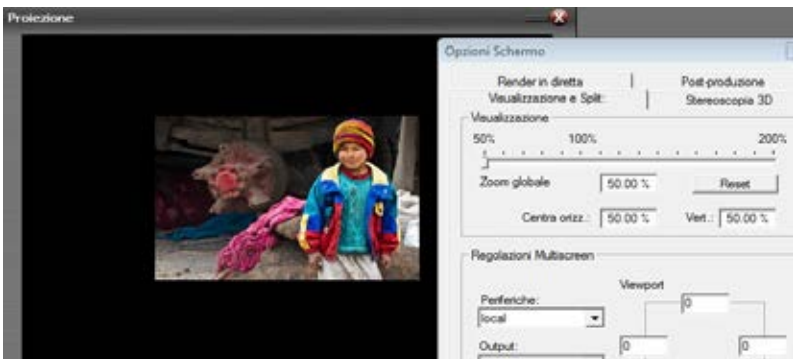 Proiezione
Opzioni Schermo
Render in diretta
Post-produzione
Visualizzazione e Split
Stereoscopia 3D
Visualizzazione
50% 100% 200%
Zoom globale 50.00 % Reset
Centra orizz.: 50.00 % Vert.: 50.00 %
Regolazioni Multiscreen
Viewport
Periferiche: 0
local
Output: 0 0